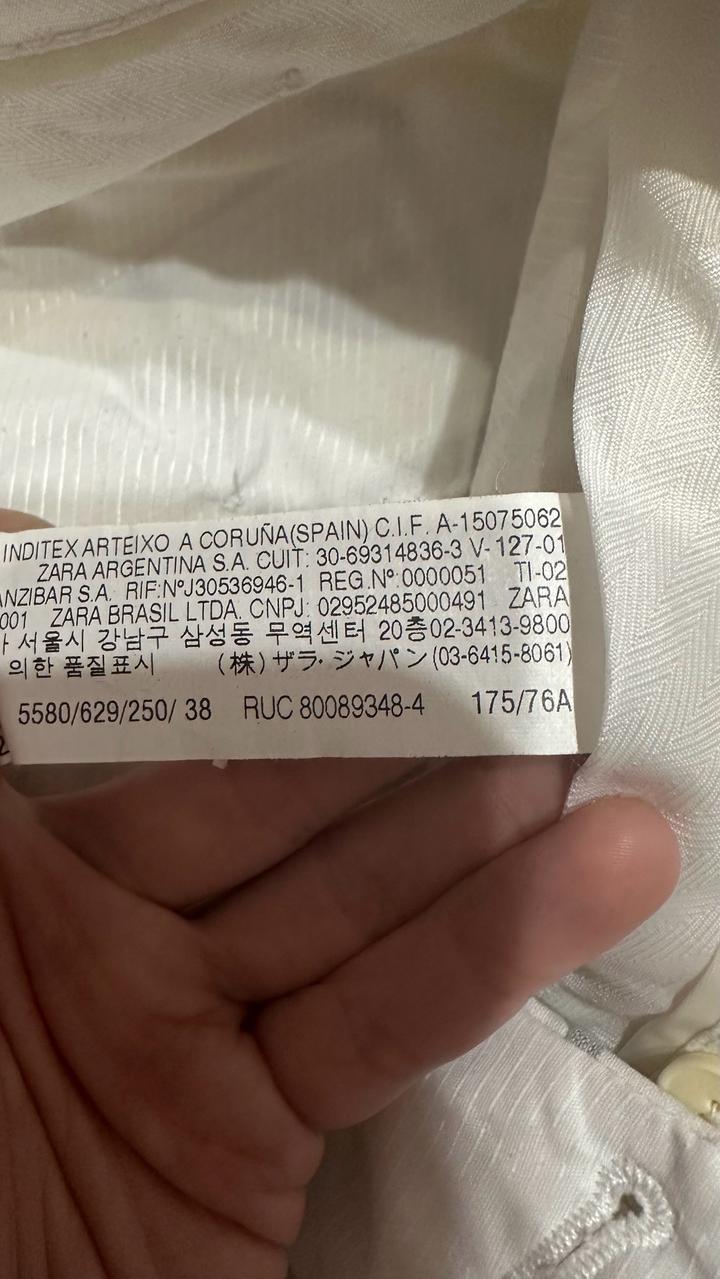 INDITEX ARTEIXO A CORUÑA(SPAIN) C.I.F. A-15075062
ZARA ARGENTINA S.A. CUIT: 30-69314836-3 V-127-01
ANZIBAR S.A. RIF:NºJ30536946-1 REG.Nº:0000051 TI-02
001 ZARA BRASIL LTDA. CNPJ: 02952485000491 ZARA
서울시 강남구 삼성동 무역센터 20층02-3413-9800
의한 품질표시 (株)ザラ・ジャパン(03-6415-8061)
5580/629/250/ 38 RUC 80089348-4 175/76A